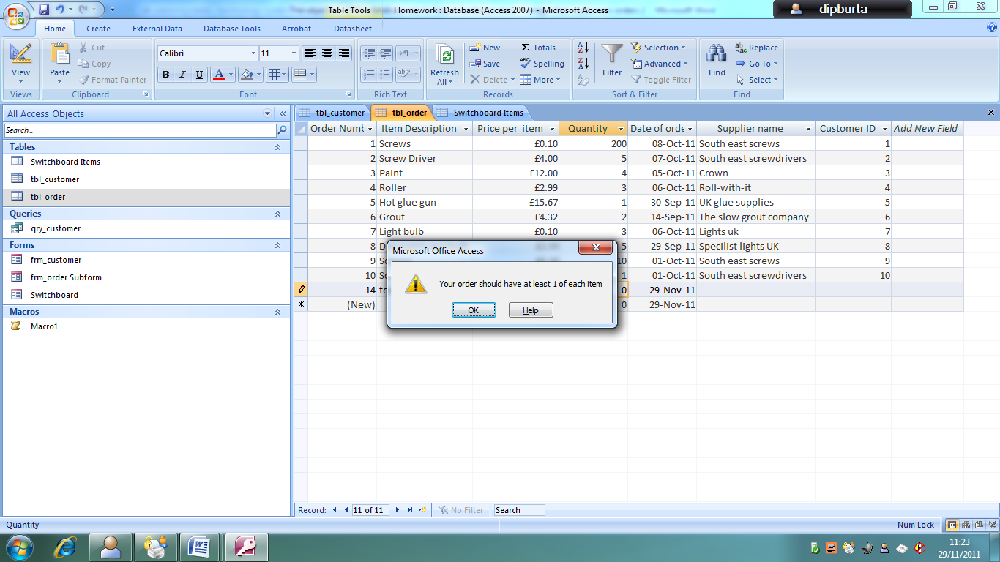 Table Tools
Homework : Database (Access 2007) – Microsoft Access
dipburta
Home Create External Data Database Tools Acrobat Datasheet
View
Views
Paste
Cut
Copy
Format Painter
Clipboard
Calibri 11
B I U A
Font
Rich Text
Refresh All
New
Save
Delete
Σ Totals
Spelling
More
Records
Filter
Selection
Advanced
Toggle Filter
Sort & Filter
Find
Replace
Go To
Select
Find
All Access Objects
Search...
Tables
Switchboard Items
tbl_customer
tbl_order
Queries
qry_customer
Forms
frm_customer
frm_order Subform
Switchboard
Macros
Macro1
tbl_customer tbl_order Switchboard Items
Order Numb Item Description Price per item Quantity Date of orde Supplier name Customer ID Add New Field
1 Screws £0.10 200 08-Oct-11 South east screws 1
2 Screw Driver £4.00 5 07-Oct-11 South east screwdrivers 2
3 Paint £12.00 4 05-Oct-11 Crown 3
4 Roller £2.99 3 06-Oct-11 Roll-with-it 4
5 Hot glue gun £15.67 1 30-Sep-11 UK glue supplies 5
6 Grout £4.32 2 14-Sep-11 The slow grout company 6
7 Light bulb £0.10 3 06-Oct-11 Lights uk 7
8 5 29-Sep-11 Specilist lights UK 8
9 10 01-Oct-11 South east screws 9
10 1 01-Oct-11 South east screwdrivers 10
14 0 29-Nov-11
(New) 0 29-Nov-11
Microsoft Office Access
Your order should have at least 1 of each item
OK Help
Record: 11 of 11 No Filter Search
Quantity
Num Lock
11:23
29/11/2011